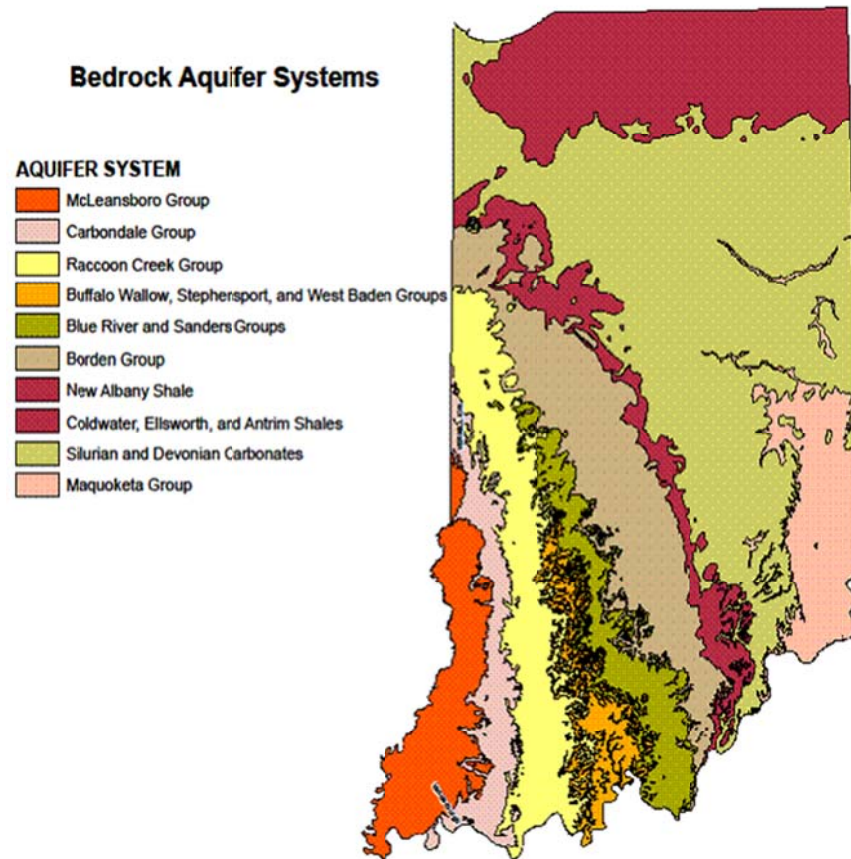 Bedrock Aquifer Systems
AQUIFER SYSTEM
McLeansboro Group
Carbondale Group
Raccoon Creek Group
Buffalo Wallow, Stephersport, and West Baden Groups
Blue River and Sanders Groups
Borden Group
New Albany Shale
Coldwater, Ellsworth, and Antrim Shales
Silurian and Devonian Carbonates
Maquoketa Group